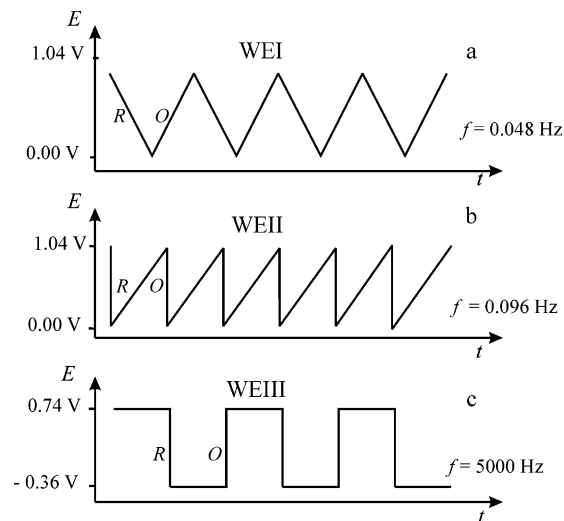 E
1.04 V
WEI
a
R
O
f = 0.048 Hz
0.00 V
t
E
b
WEII
1.04 V
R
O
f = 0.096 Hz
0.00 V
t
E
WEIII
c
0.74 V
R
O
f = 5000 Hz
- 0.36 V
t